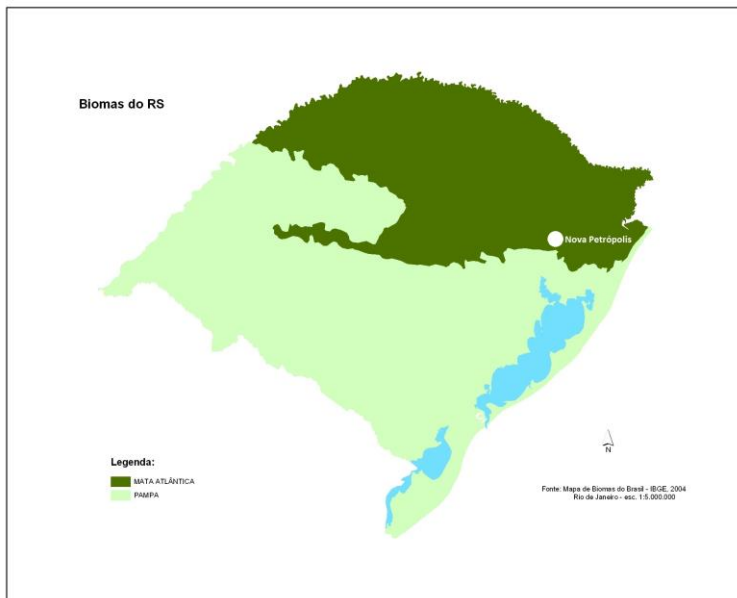 Biomas do RS
Nova Petrópolis
N
Legenda:
MATA ATLÂNTICA
PAMPA
Fonte: Mapa de Biomas do Brasil - IBGE, 2004
Rio de Janeiro - esc. 1:5.000.000